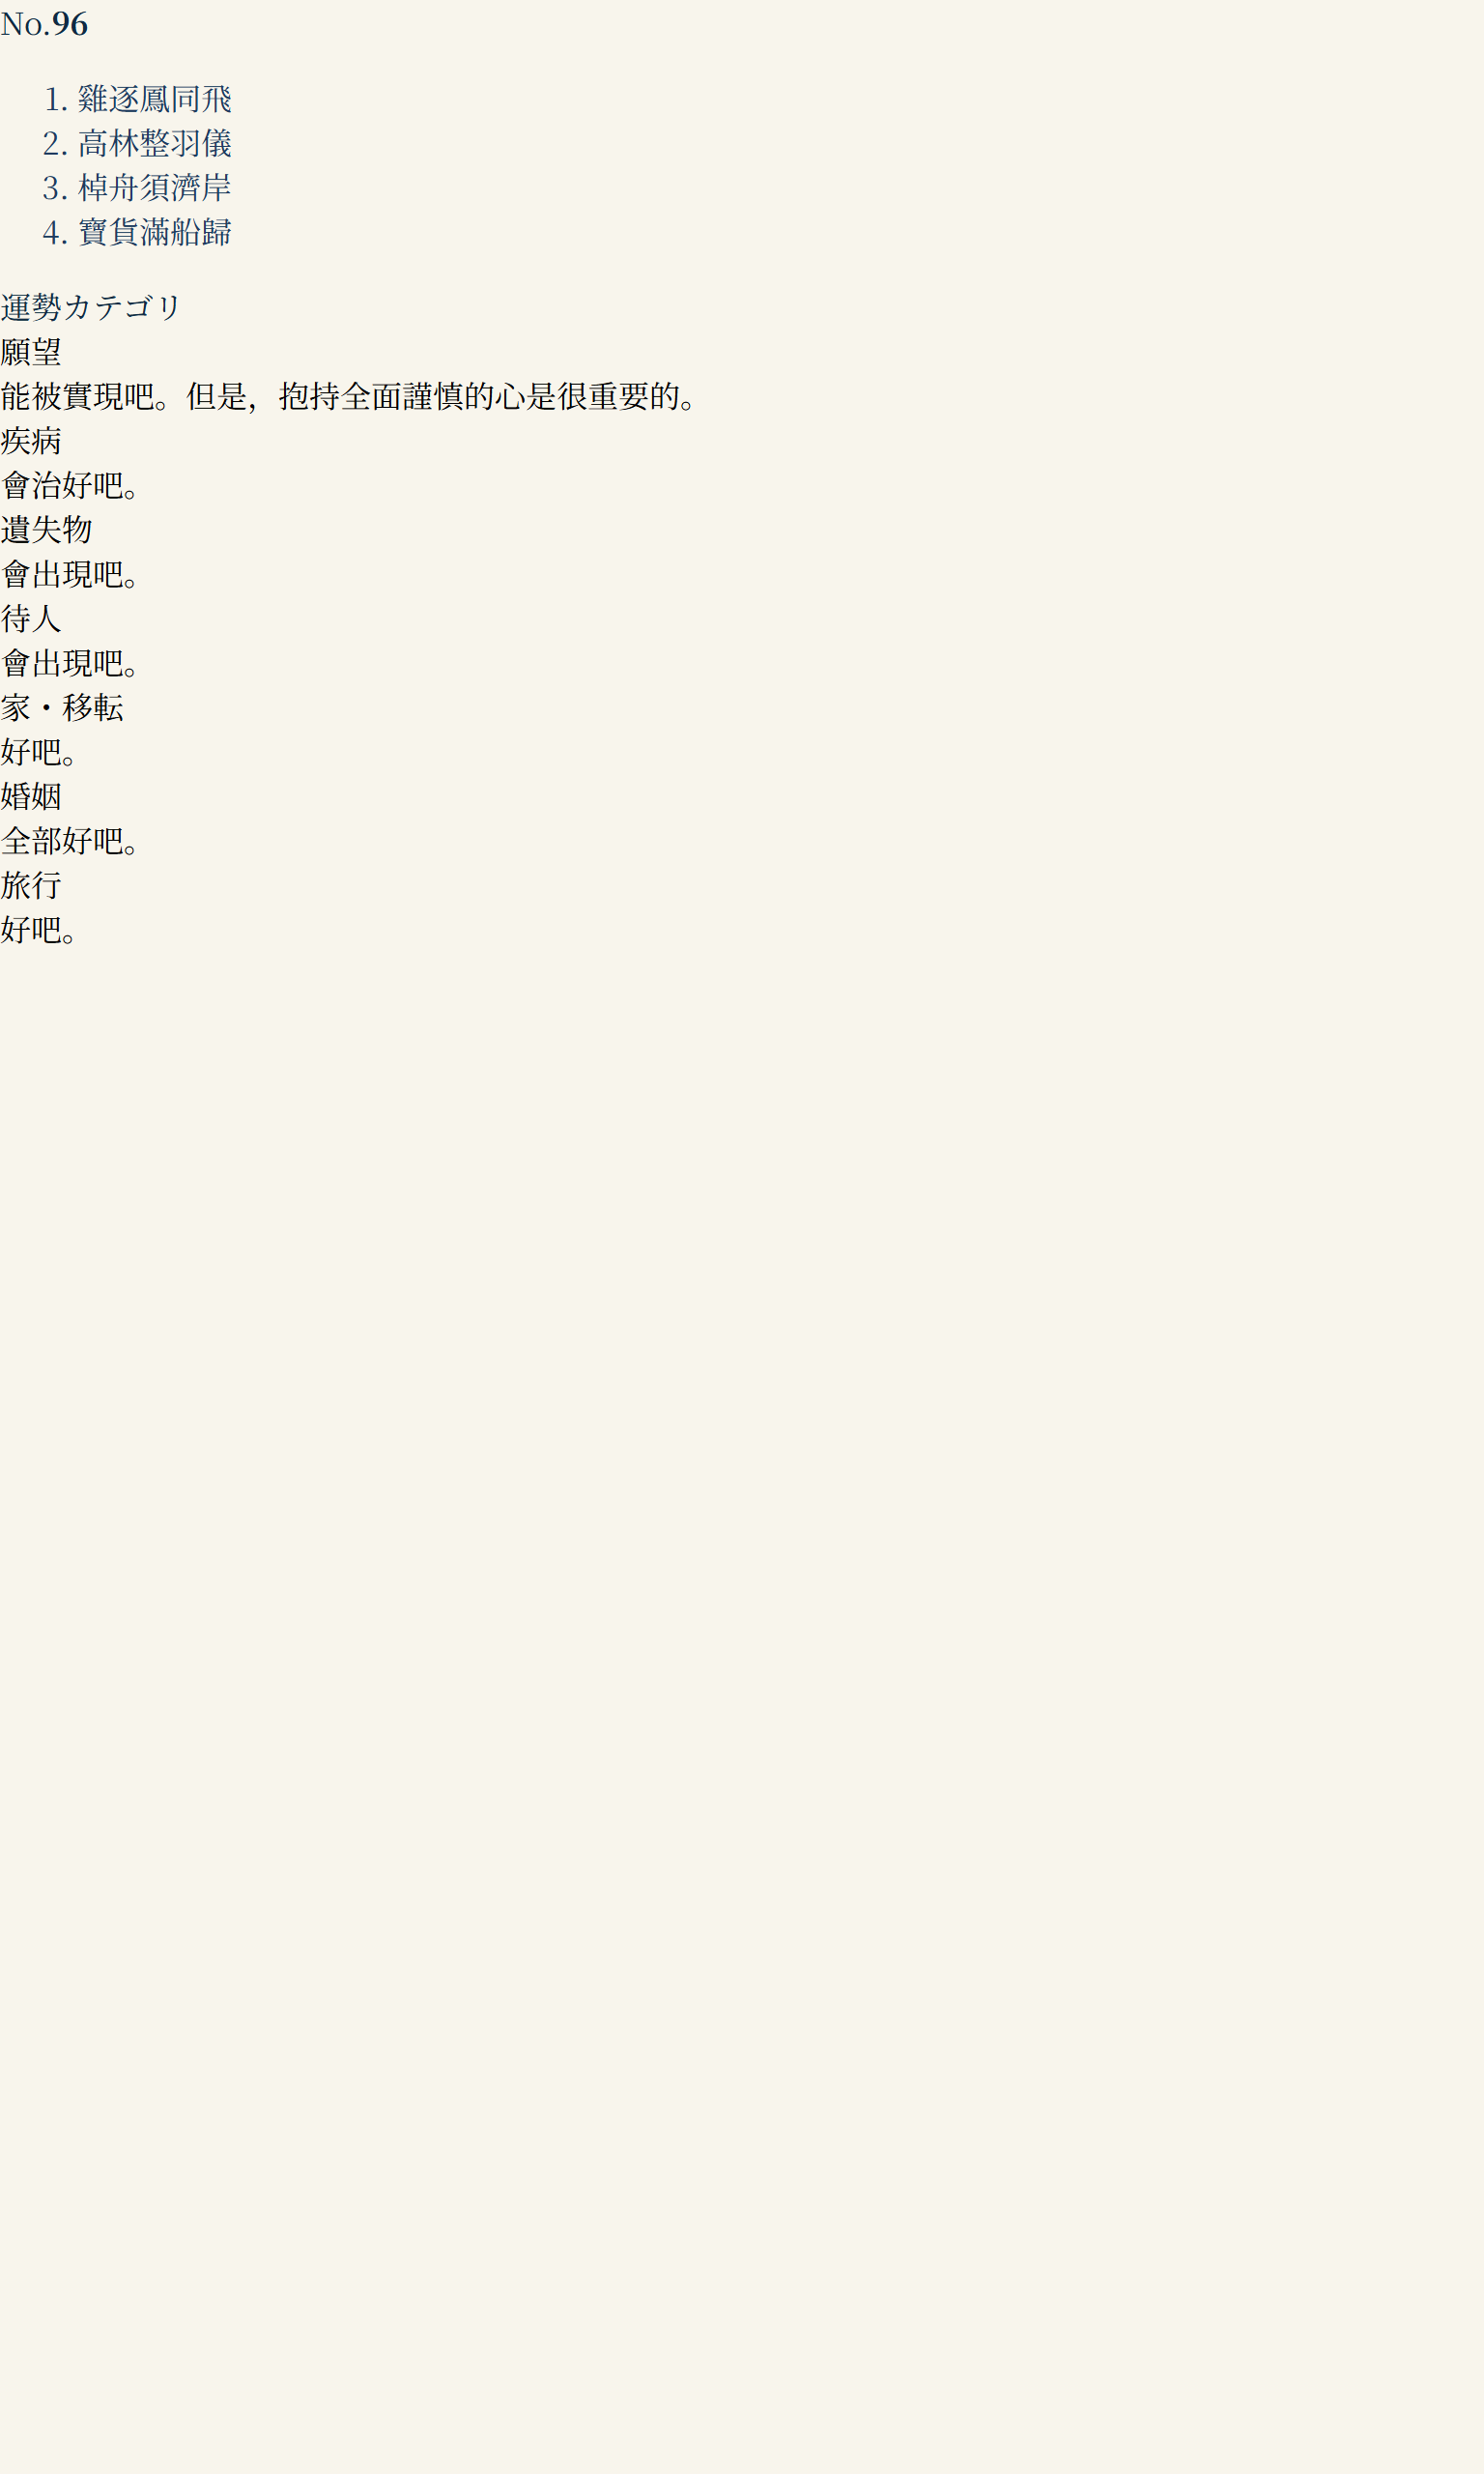 No.96
1. 雞逐鳳同飛
2. 高林整羽儀
3. 棹舟須濟岸
4. 寶貨滿船歸
運勢カテゴリ
願望
能被實現吧。但是，抱持全面謹慎的心是很重要的。
疾病
會治好吧。
遺失物
會出現吧。
待人
會出現吧。
家・移転
好吧。
婚姻
全部好吧。
旅行
好吧。